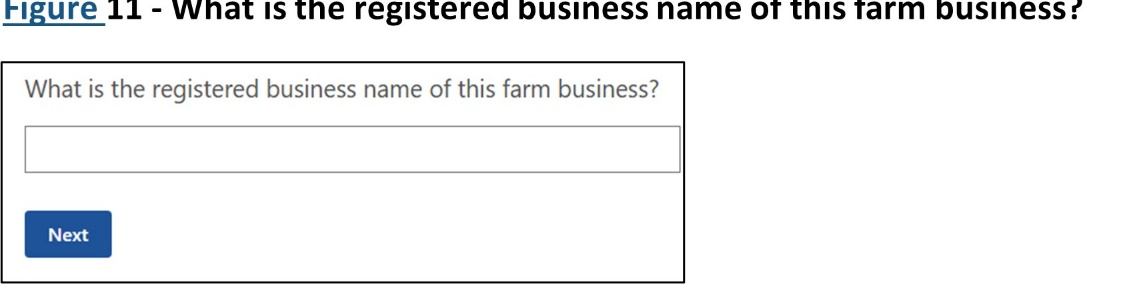 Figure 11 - What is the registered business name of this farm business?
What is the registered business name of this farm business?
Next